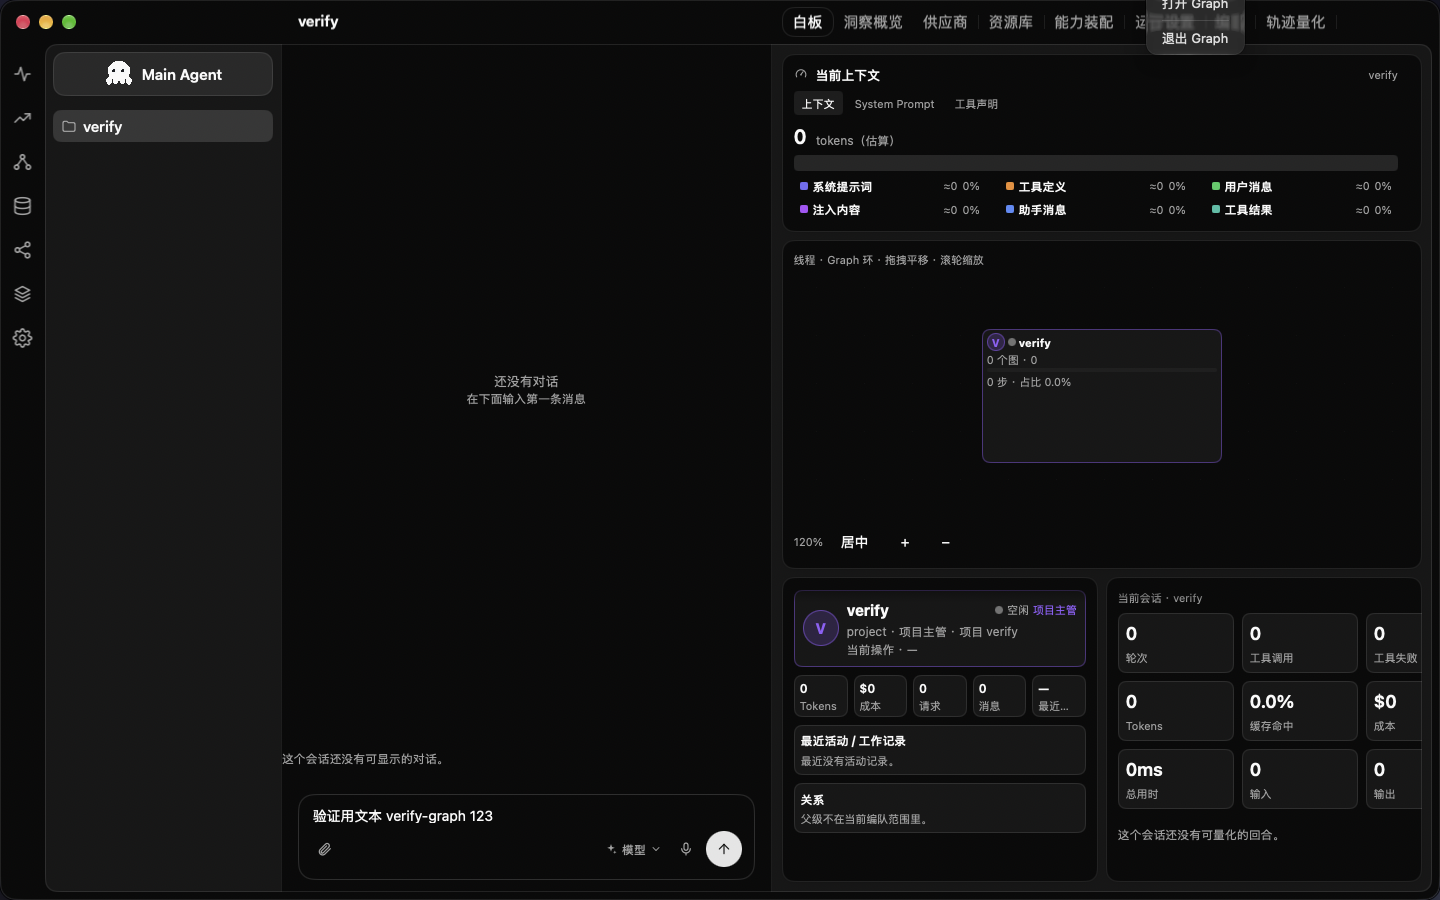 verify
白板 洞察概览 供应商 资源库 能力装配 轨迹量化
打开 Graph
退出 Graph
Main Agent
verify
还没有对话
在下面输入第一条消息
这个会话还没有可显示的对话。
验证用文本 verify-graph 123
模型
当前上下文 verify
上下文 System Prompt 工具声明
0 tokens（估算）
系统提示词 ≈0 0% 工具定义 ≈0 0% 用户消息 ≈0 0%
注入内容 ≈0 0% 助手消息 ≈0 0% 工具结果 ≈0 0%
线程 · Graph 环 · 拖拽平移 · 滚轮缩放
V verify
0 个图 · 0
0 步 · 占比 0.0%
120% 居中 + −
V
verify 空闲 项目主管
project · 项目主管 · 项目 verify
当前操作 · —
0 $0 0 0 —
Tokens 成本 请求 消息 最近...
最近活动 / 工作记录
最近没有活动记录。
关系
父级不在当前编队范围里。
当前会话 · verify
0 0 0
轮次 工具调用 工具失败
0 0.0% $0
Tokens 缓存命中 成本
0ms 0 0
总用时 输入 输出
这个会话还没有可量化的回合。